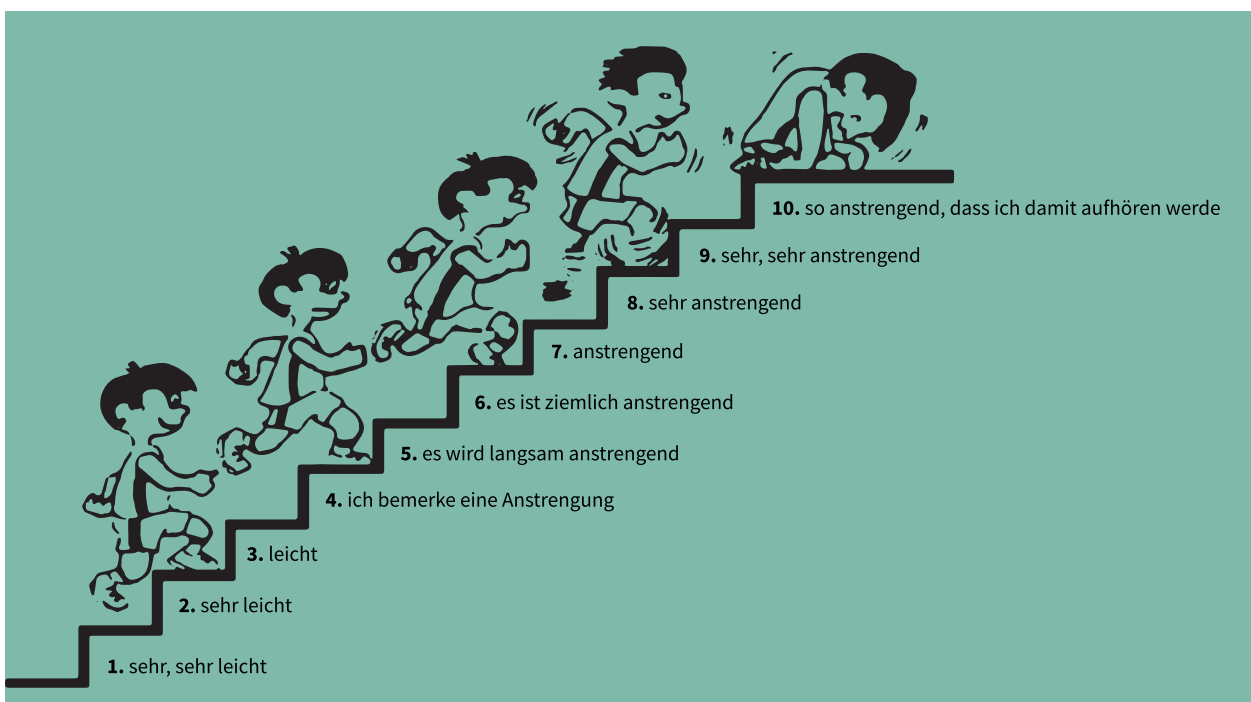 10. so anstrengend, dass ich damit aufhören werde
9. sehr, sehr anstrengend
8. sehr anstrengend
7. anstrengend
6. es ist ziemlich anstrengend
5. es wird langsam anstrengend
4. ich bemerke eine Anstrengung
3. leicht
2. sehr leicht
1. sehr, sehr leicht